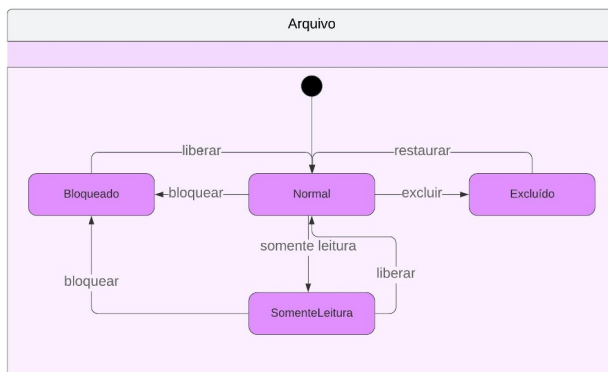 Arquivo
liberar
restaurar
Bloqueado
bloquear
Normal
excluir
Excluído
somente leitura
liberar
bloquear
SomenteLeitura